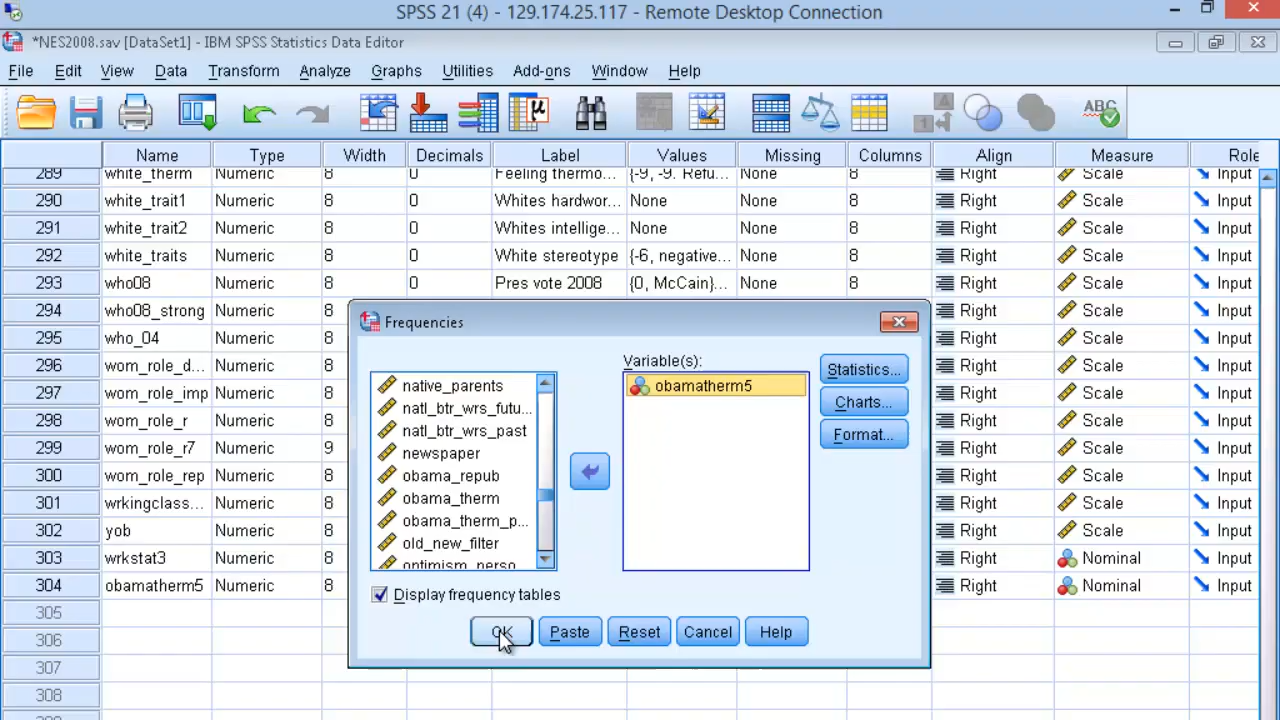 SPSS 21 (4) - 129.174.25.117 - Remote Desktop Connection
*NES2008.sav [DataSet1] - IBM SPSS Statistics Data Editor
File Edit View Data Transform Analyze Graphs Utilities Add-ons Window Help
μ A 1 ABC
Name Type Width Decimals Label Values Missing Columns Align Measure Role
289 white_therm Numeric 8 0 Feeling thermo... {-9, -9. Refu... None 8 Right Scale Input
290 white_trait1 Numeric 8 0 Whites hardwor... None None 8 Right Scale Input
291 white_trait2 Numeric 8 0 Whites intellige... None None 8 Right Scale Input
292 white_traits Numeric 8 0 White stereotype {-6, negative... None 8 Right Scale Input
293 who08 Numeric 8 0 Pres vote 2008 {0, McCain}... None 8 Right Scale Input
294 who08_strong Numeric 8 Right Scale Input
295 who_04 Numeric 8 Right Scale Input
296 wom_role_d... Numeric 8 Right Scale Input
297 wom_role_imp Numeric 8 Right Scale Input
298 wom_role_r Numeric 8 Right Scale Input
299 wom_role_r7 Numeric 9 Right Scale Input
300 wom_role_rep Numeric 8 Right Scale Input
301 wrkingclass... Numeric 8 Right Scale Input
302 yob Numeric 8 Right Scale Input
303 wrkstat3 Numeric 8 Right Nominal Input
304 obamatherm5 Numeric 8 Right Nominal Input
305
306
307
308
Frequencies
Variable(s):
native_parents
natl_btr_wrs_futu...
natl_btr_wrs_past
newspaper
obama_repub
obama_therm
obama_therm_p...
old_new_filter
optimism_perso
obamatherm5
Statistics...
Charts...
Format...
Display frequency tables
OK Paste Reset Cancel Help